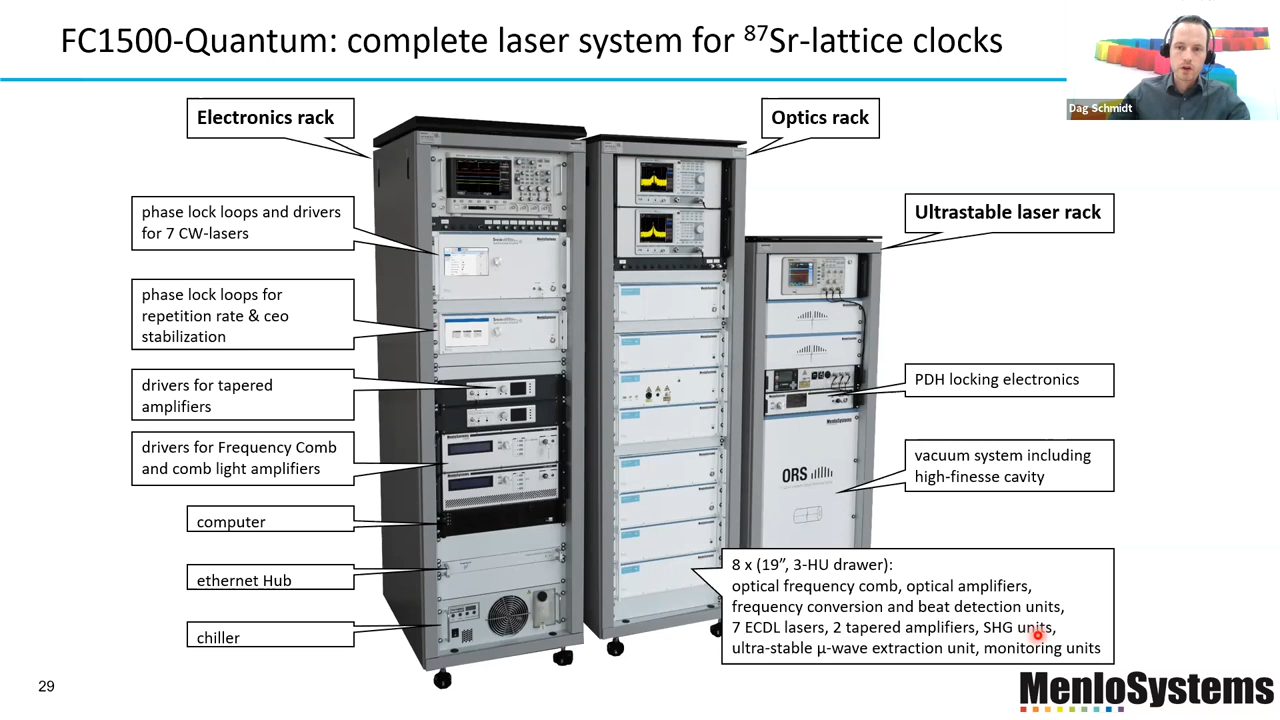 FC1500-Quantum: complete laser system for ⁸⁷Sr-lattice clocks
Dag Schmidt
Electronics rack
Optics rack
Ultrastable laser rack
phase lock loops and drivers
for 7 CW-lasers
phase lock loops for
repetition rate & ceo
stabilization
drivers for tapered
amplifiers
drivers for Frequency Comb
and comb light amplifiers
computer
ethernet Hub
chiller
PDH locking electronics
vacuum system including
high-finesse cavity
ORS
8 x (19”, 3-HU drawer):
optical frequency comb, optical amplifiers,
frequency conversion and beat detection units,
7 ECDL lasers, 2 tapered amplifiers, SHG units,
ultra-stable µ-wave extraction unit, monitoring units
29
MenloSystems